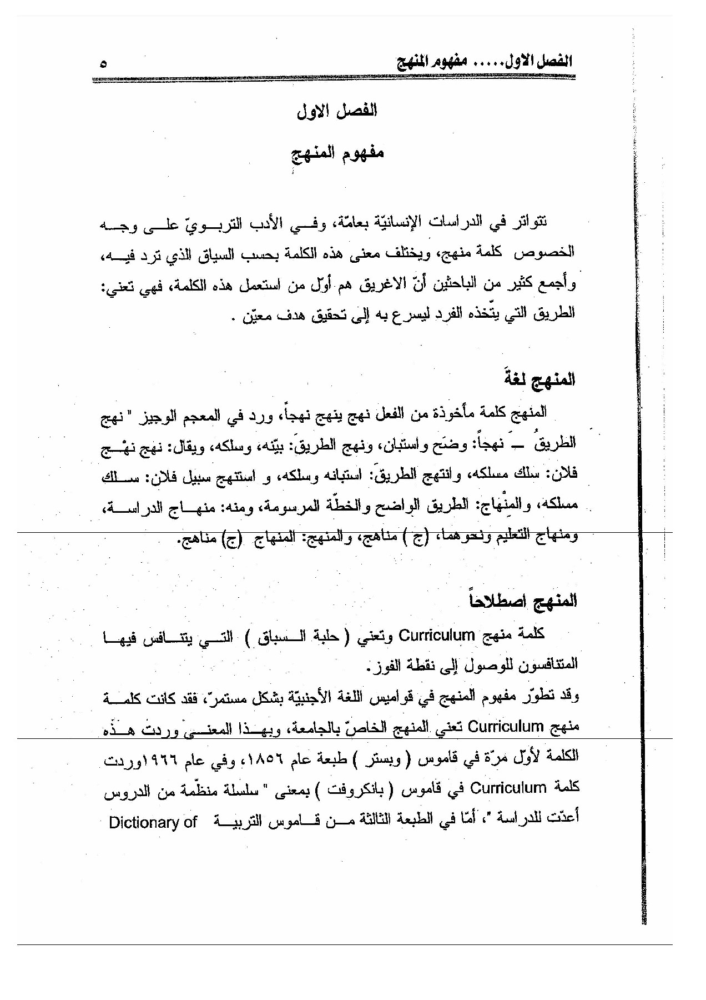 الفصل الاول..... مفهوم المنهج ٥
الفصل الاول
مفهوم المنهج
تتواتر في الدراسات الإنسانيّة بعامّة، وفي الأدب التربويّ على وجه
الخصوص كلمة منهج، ويختلف معنى هذه الكلمة بحسب السياق الذي ترد فيه،
وأجمع كثير من الباحثين أنّ الاغريق هم أوّل من استعمل هذه الكلمة، فهي تعني:
الطريق التي يتّخذه الفرد ليسرع به إلى تحقيق هدف معيّن .
المنهج لغةً
المنهج كلمة مأخوذة من الفعل نهج ينهج نهجاً، ورد في المعجم الوجيز " نهج
الطريقُ – نَهجاً: وضَح واستبان، ونهج الطريقَ: بيّنه، وسلكه، ويقال: نهج نهْج
فلان: سلك مسلكه، وانتهج الطريقَ: استبانه وسلكه، و استنهج سبيل فلان: سلك
مسلكه، والمِنْهاج: الطريق الواضح والخطّة المرسومة، ومنه: منهاج الدراسة،
ومنهاج التعليم ونحوهما، (ج ) مناهج، والمنهج: المنهاج (ج) مناهج.
المنهج اصطلاحاً
كلمة منهج Curriculum وتعني ( حلبة السباق ) التي يتنافس فيها
المتنافسون للوصول إلى نقطة الفوز.
وقد تطوّر مفهوم المنهج في قواميس اللغة الأجنبيّة بشكل مستمرّ، فقد كانت كلمة
منهج Curriculum تعني المنهج الخاصّ بالجامعة، وبهذا المعنى وردت هذه
الكلمة لأوّل مرّة في قاموس ( وبستر ) طبعة عام ١٨٥٦، وفي عام ١٩٦٦وردت
كلمة Curriculum في قاموس ( بانكروفت ) بمعنى " سلسلة منظّمة من الدروس
أعدّت للدراسة "، أمّا في الطبعة الثالثة من قاموس التربية Dictionary of